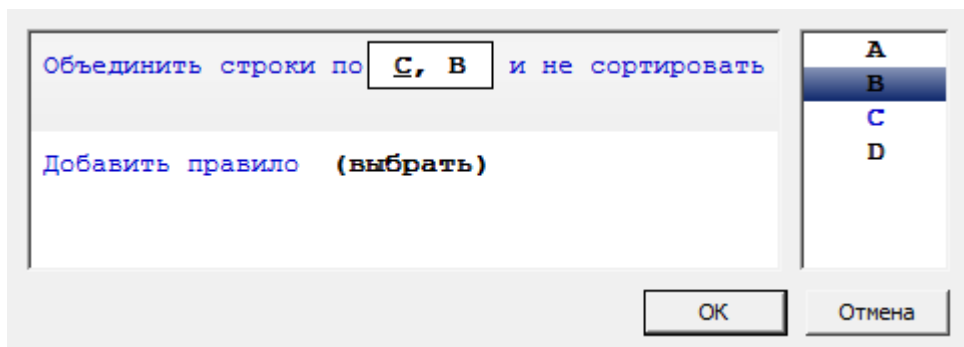 Объединить строки по C, B и не сортировать
Добавить правило (выбрать)
A
B
C
D
OK
Отмена